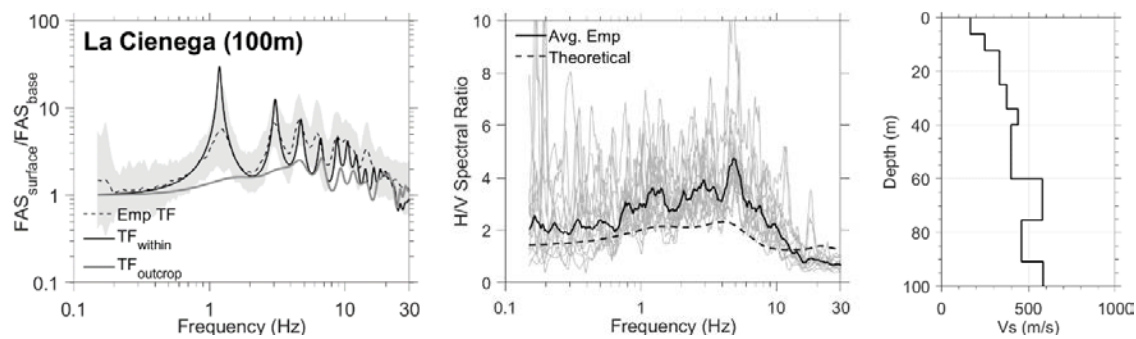 La Cienega (100m)
FAS_surface/FAS_base
100
10
1
0.1
0.1
1
10
30
Frequency (Hz)
Emp TF
TF_within
TF_outcrop
H/V Spectral Ratio
10
8
6
4
2
0
0.1
1
10
30
Frequency (Hz)
Avg. Emp
Theoretical
Depth (m)
0
20
40
60
80
100
0
500
1000
Vs (m/s)